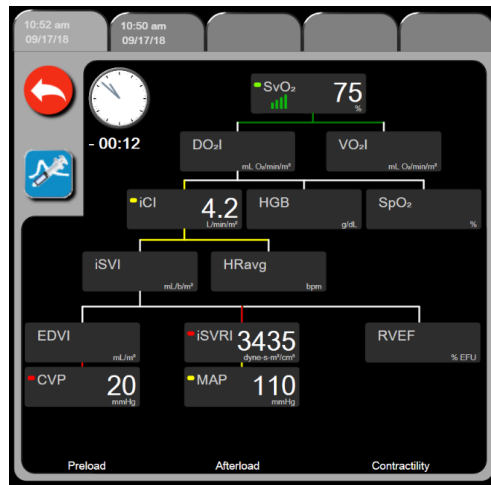 10:52 am
09/17/18
10:50 am
09/17/18
SvO₂ 75
%
- 00:12
DO₂I
mL O₂/min/m²
VO₂I
mL O₂/min/m²
iCI 4.2
L/min/m²
HGB
g/dL
SpO₂
%
iSVI
mL/b/m²
HRavg
bpm
EDVI
mL/m²
iSVRI 3435
dyne-s-m²/cm⁵
RVEF
% EFU
CVP 20
mmHg
MAP 110
mmHg
Preload
Afterload
Contractility